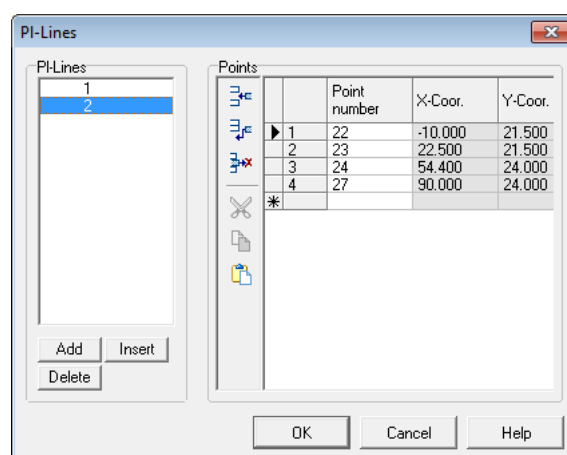 PI-Lines
PI-Lines
1
2
Add Insert
Delete
Points
Point number X-Coor. Y-Coor.
1 22 -10.000 21.500
2 23 22.500 21.500
3 24 54.400 24.000
4 27 90.000 24.000
*
OK Cancel Help